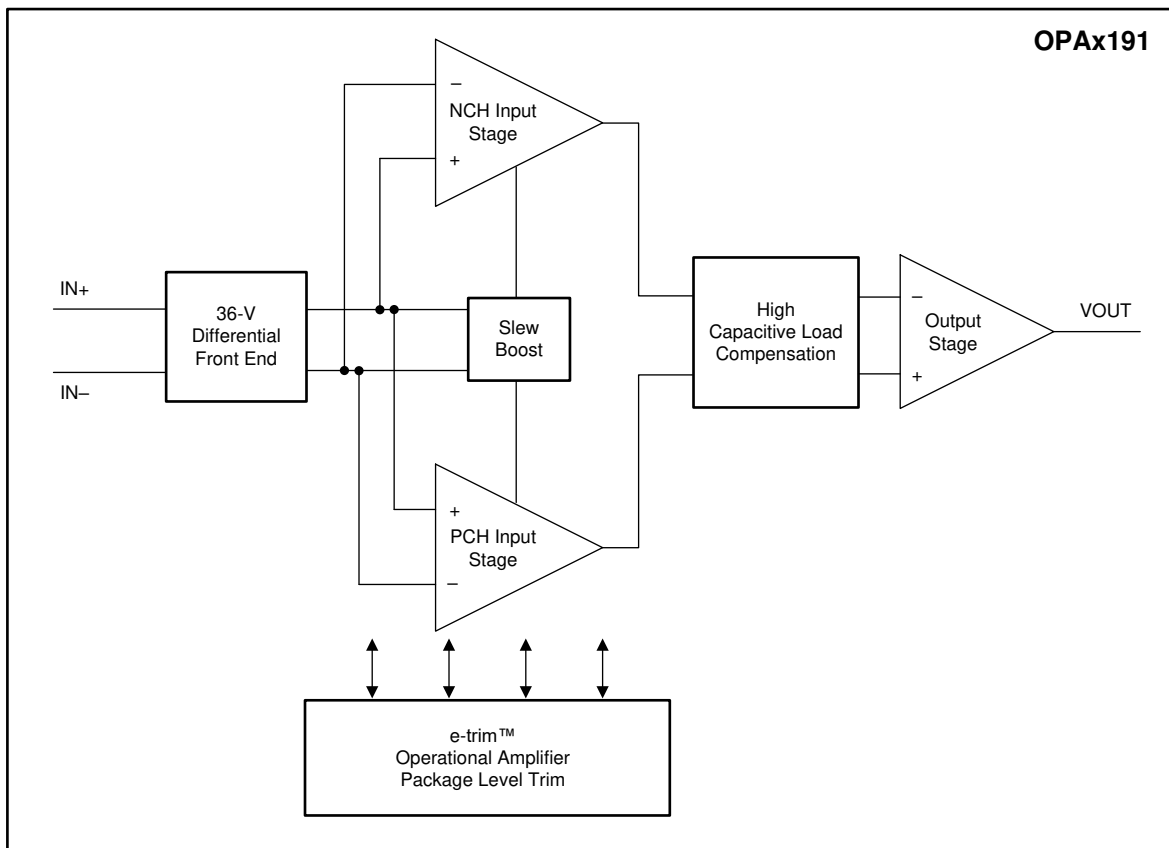 OPAx191
−
NCH Input
Stage
+
IN+
IN−
36-V
Differential
Front End
Slew
Boost
High
Capacitive Load
Compensation
−
Output
Stage
+
VOUT
+
PCH Input
Stage
−
e-trim™
Operational Amplifier
Package Level Trim